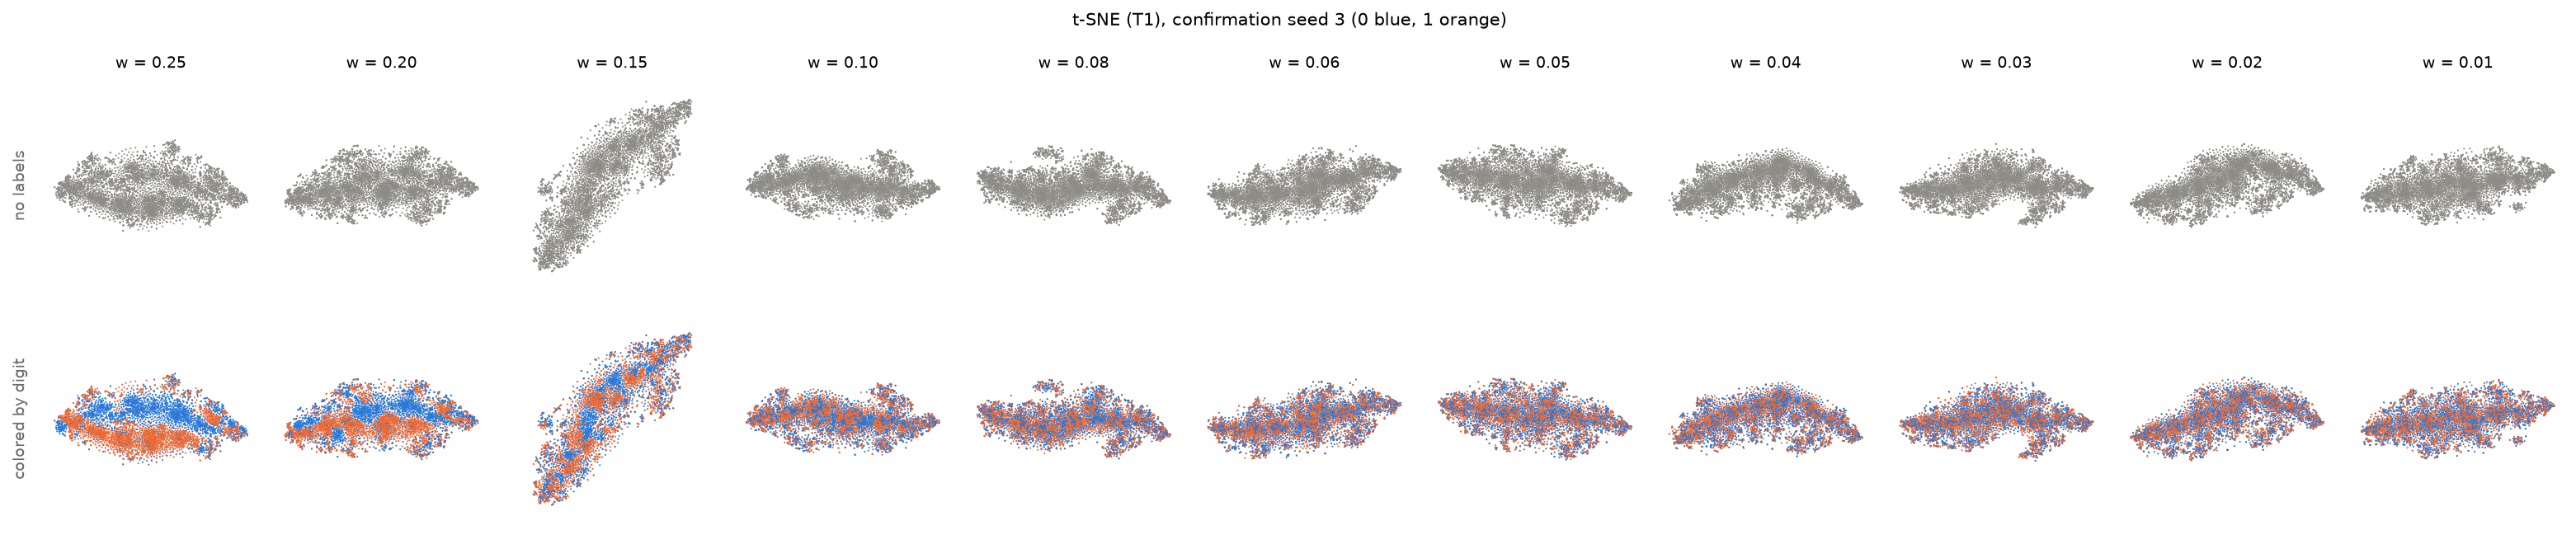 t-SNE (T1), confirmation seed 3 (0 blue, 1 orange)
w = 0.25 w = 0.20 w = 0.15 w = 0.10 w = 0.08 w = 0.06 w = 0.05 w = 0.04 w = 0.03 w = 0.02 w = 0.01
no labels
colored by digit